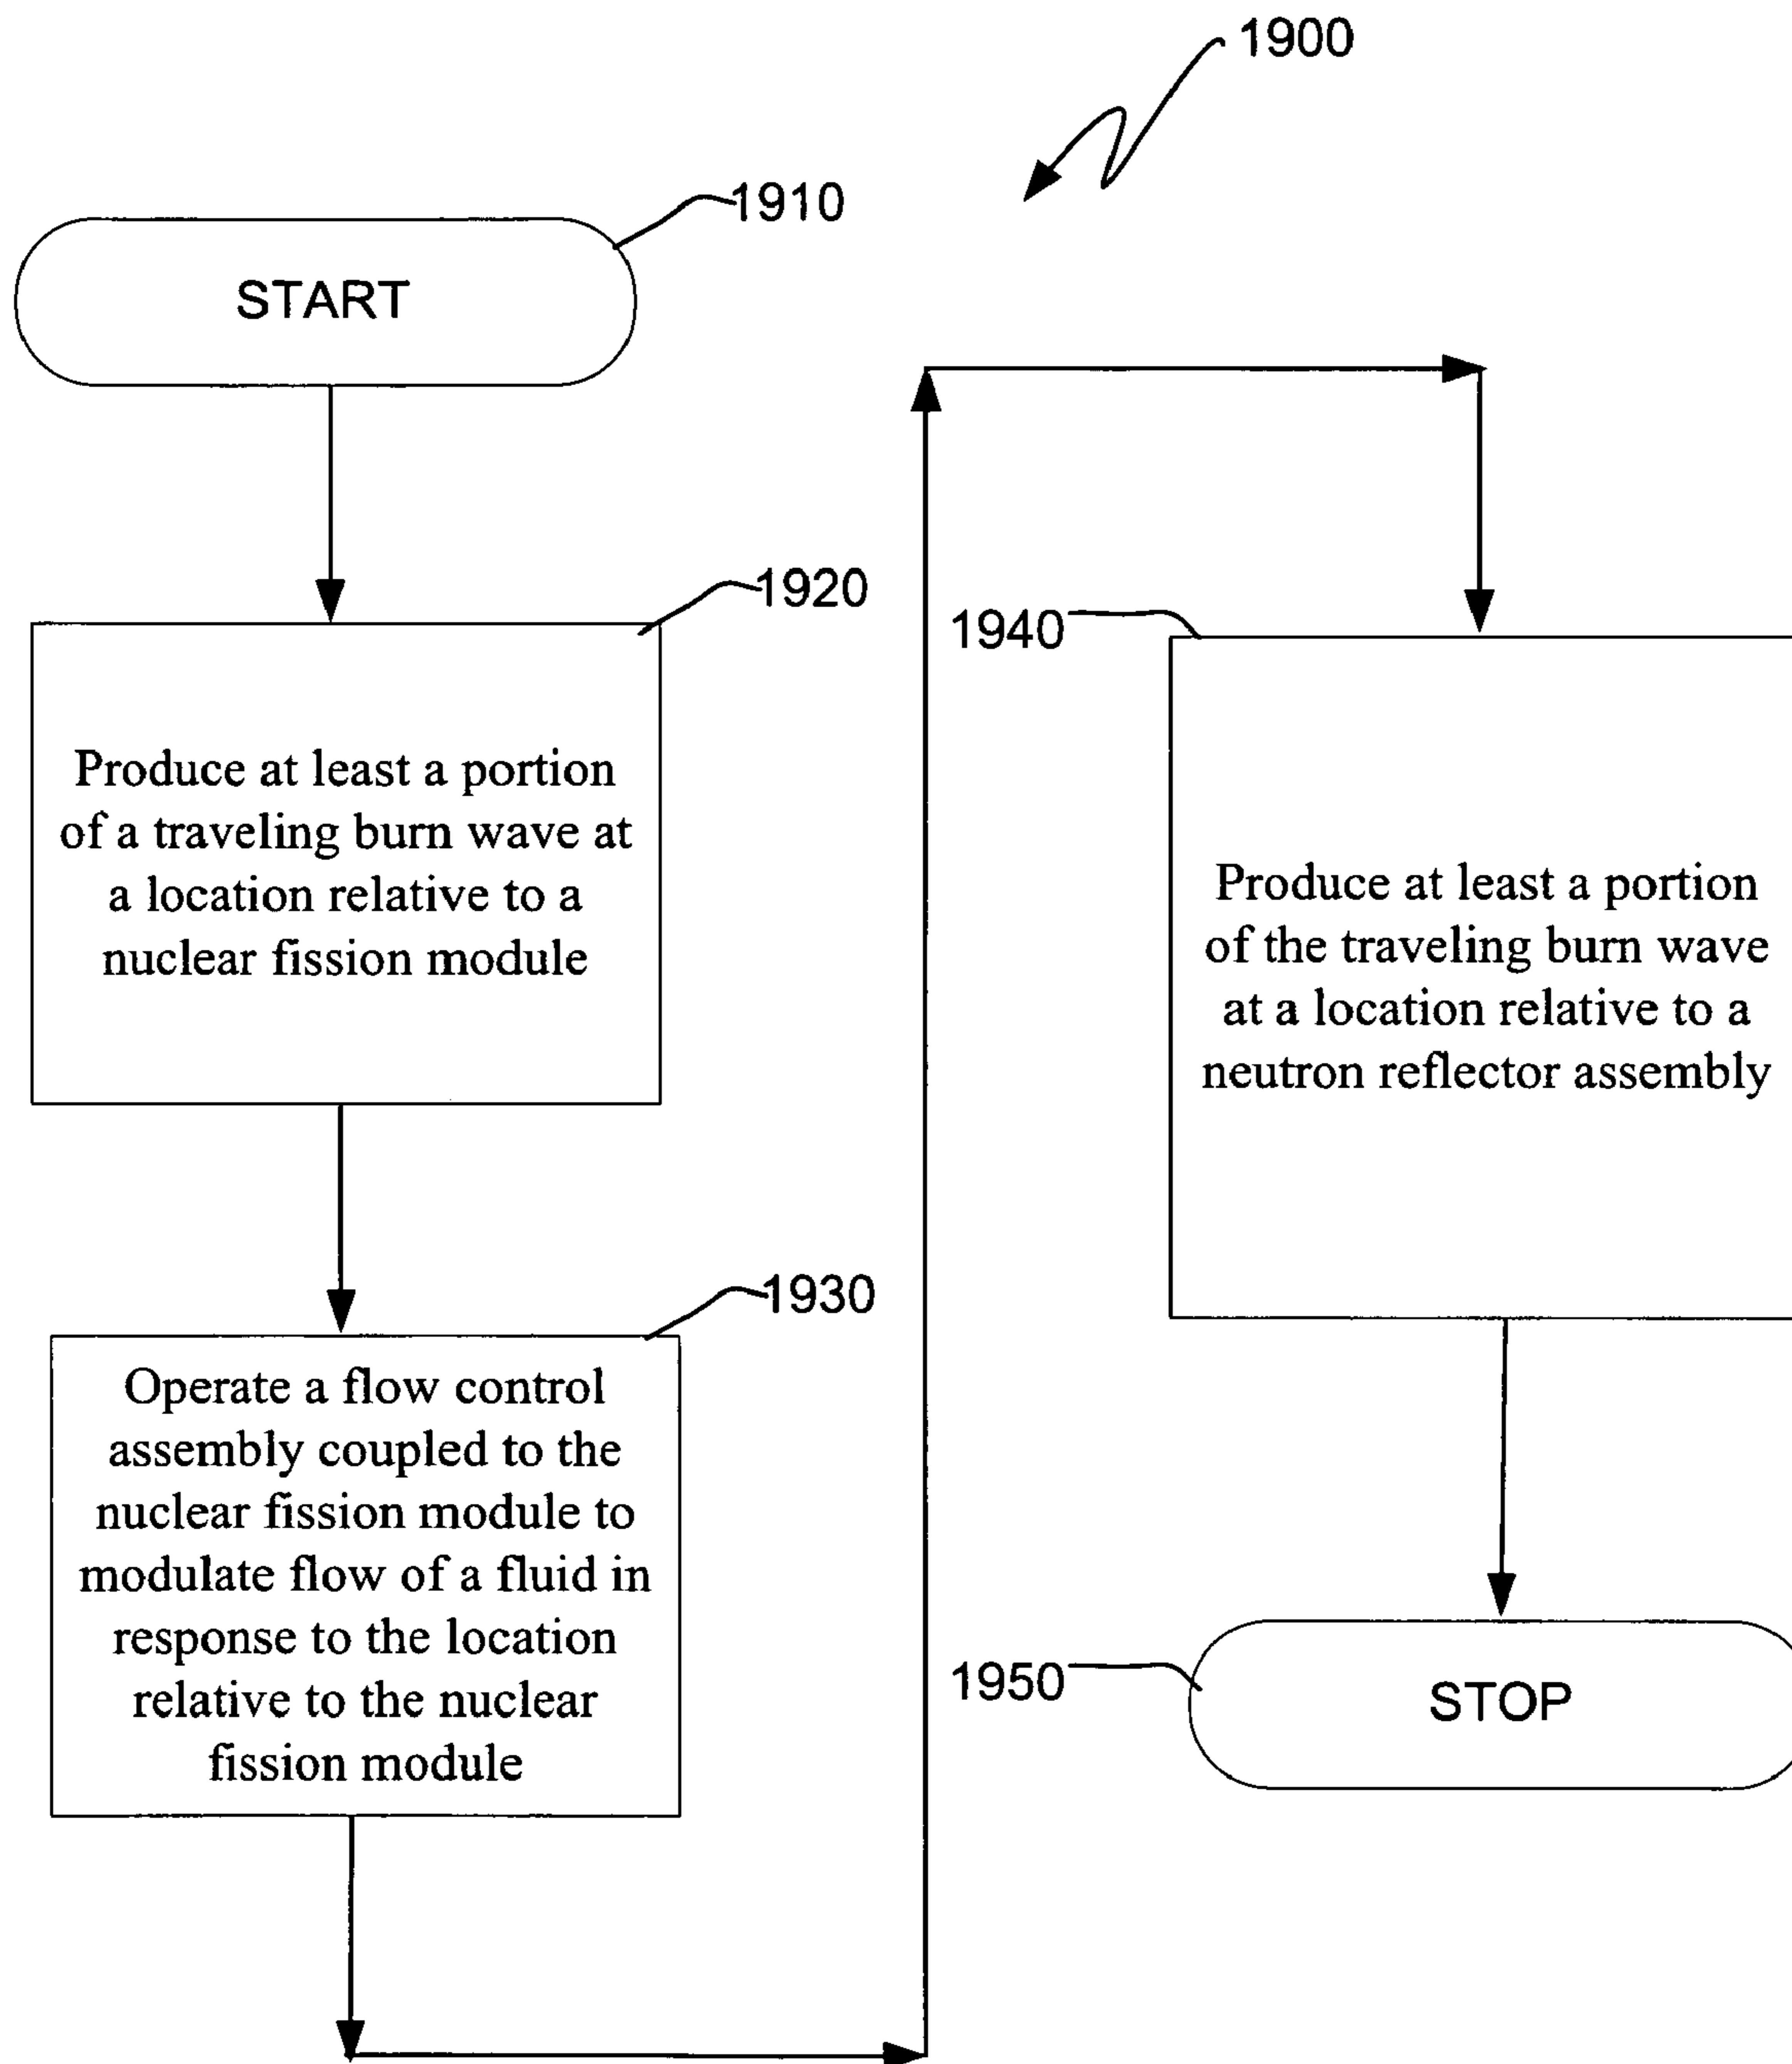 1900
1910
START
1920
Produce at least a portion
of a traveling burn wave at
a location relative to a
nuclear fission module
1930
Operate a flow control
assembly coupled to the
nuclear fission module to
modulate flow of a fluid in
response to the location
relative to the nuclear
fission module
1940
Produce at least a portion
of the traveling burn wave
at a location relative to a
neutron reflector assembly
1950
STOP